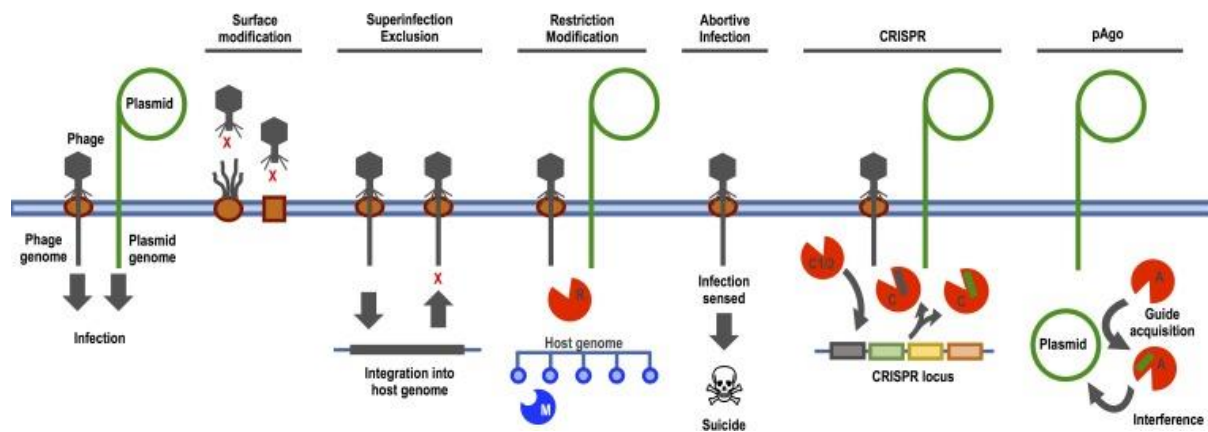 Surface
modification
Superinfection
Exclusion
Restriction
Modification
Abortive
Infection
CRISPR
pAgo
Plasmid
Phage
X
X
Phage
genome
Plasmid
genome
Infection
X
Integration into
host genome
R
Host genome
M
Infection
sensed
Suicide
C1/2
C
C
CRISPR locus
A
Guide
acquisition
Plasmid
A
Interference